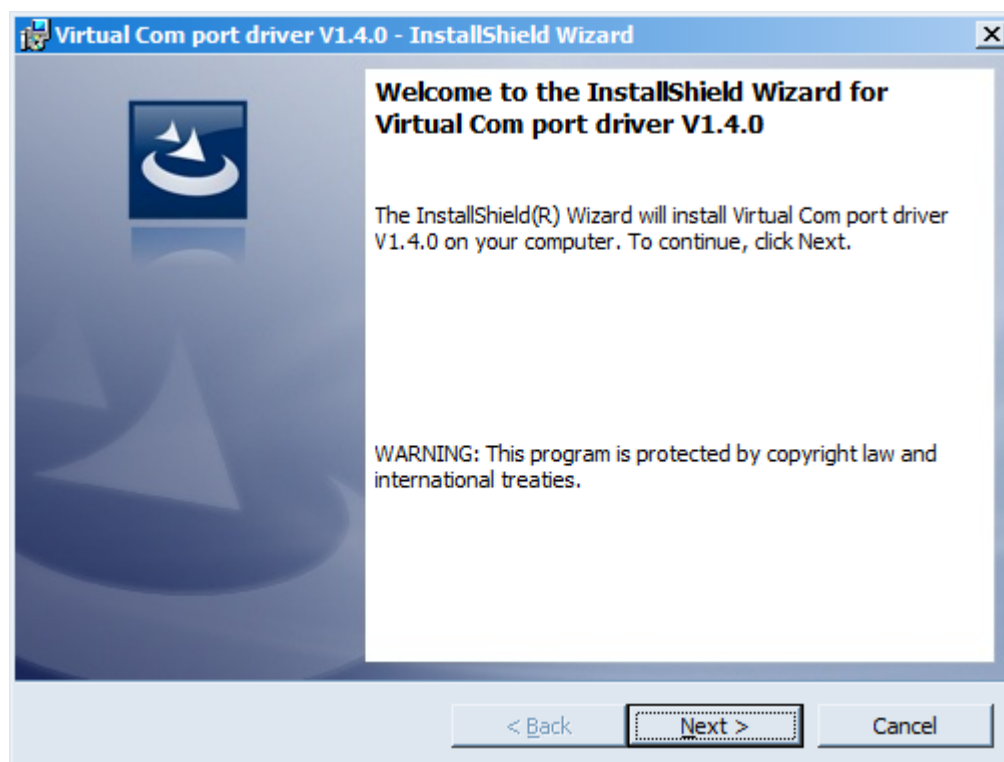 Virtual Com port driver V1.4.0 - InstallShield Wizard
Welcome to the InstallShield Wizard for
Virtual Com port driver V1.4.0
The InstallShield(R) Wizard will install Virtual Com port driver
V1.4.0 on your computer. To continue, click Next.
WARNING: This program is protected by copyright law and
international treaties.
< Back
Next >
Cancel